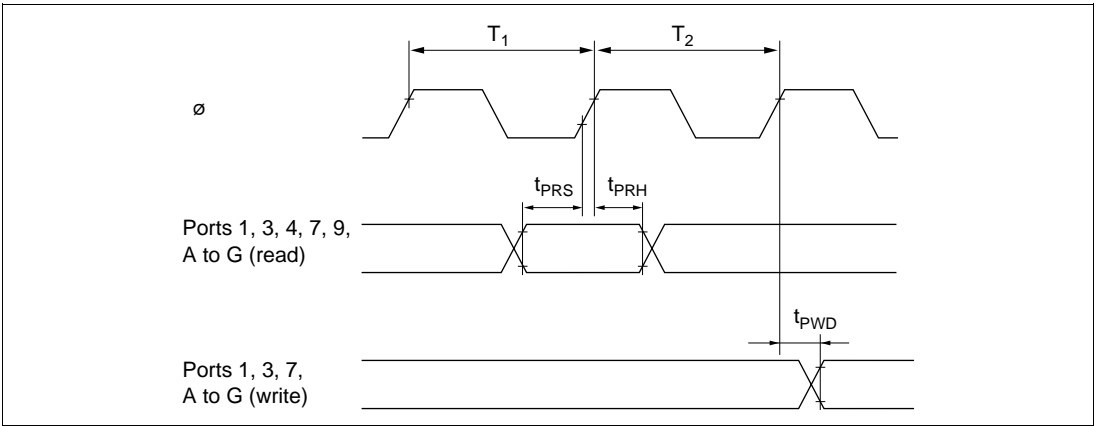 T1 T2
ø
tPRS tPRH
Ports 1, 3, 4, 7, 9,
A to G (read)
tPWD
Ports 1, 3, 7,
A to G (write)